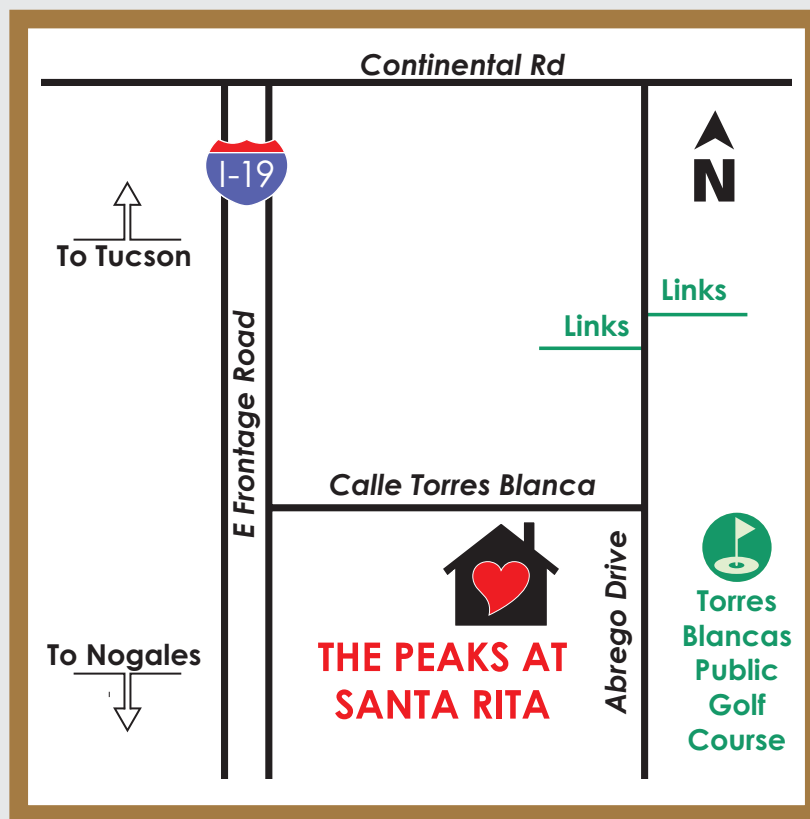 Continental Rd
I-19
N
To Tucson
Links
Links
E Frontage Road
Calle Torres Blanca
Abrego Drive
To Nogales
THE PEAKS AT
SANTA RITA
Torres
Blancas
Public
Golf
Course